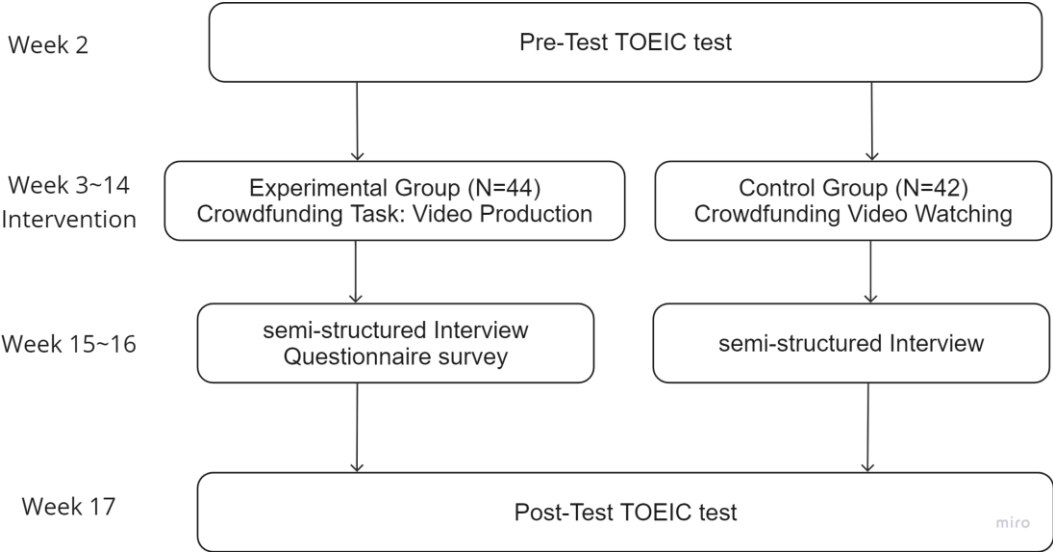 Week 2
Pre-Test TOEIC test
Week 3~14
Intervention
Experimental Group (N=44)
Crowdfunding Task: Video Production
Control Group (N=42)
Crowdfunding Video Watching
Week 15~16
semi-structured Interview
Questionnaire survey
semi-structured Interview
Week 17
Post-Test TOEIC test
miro